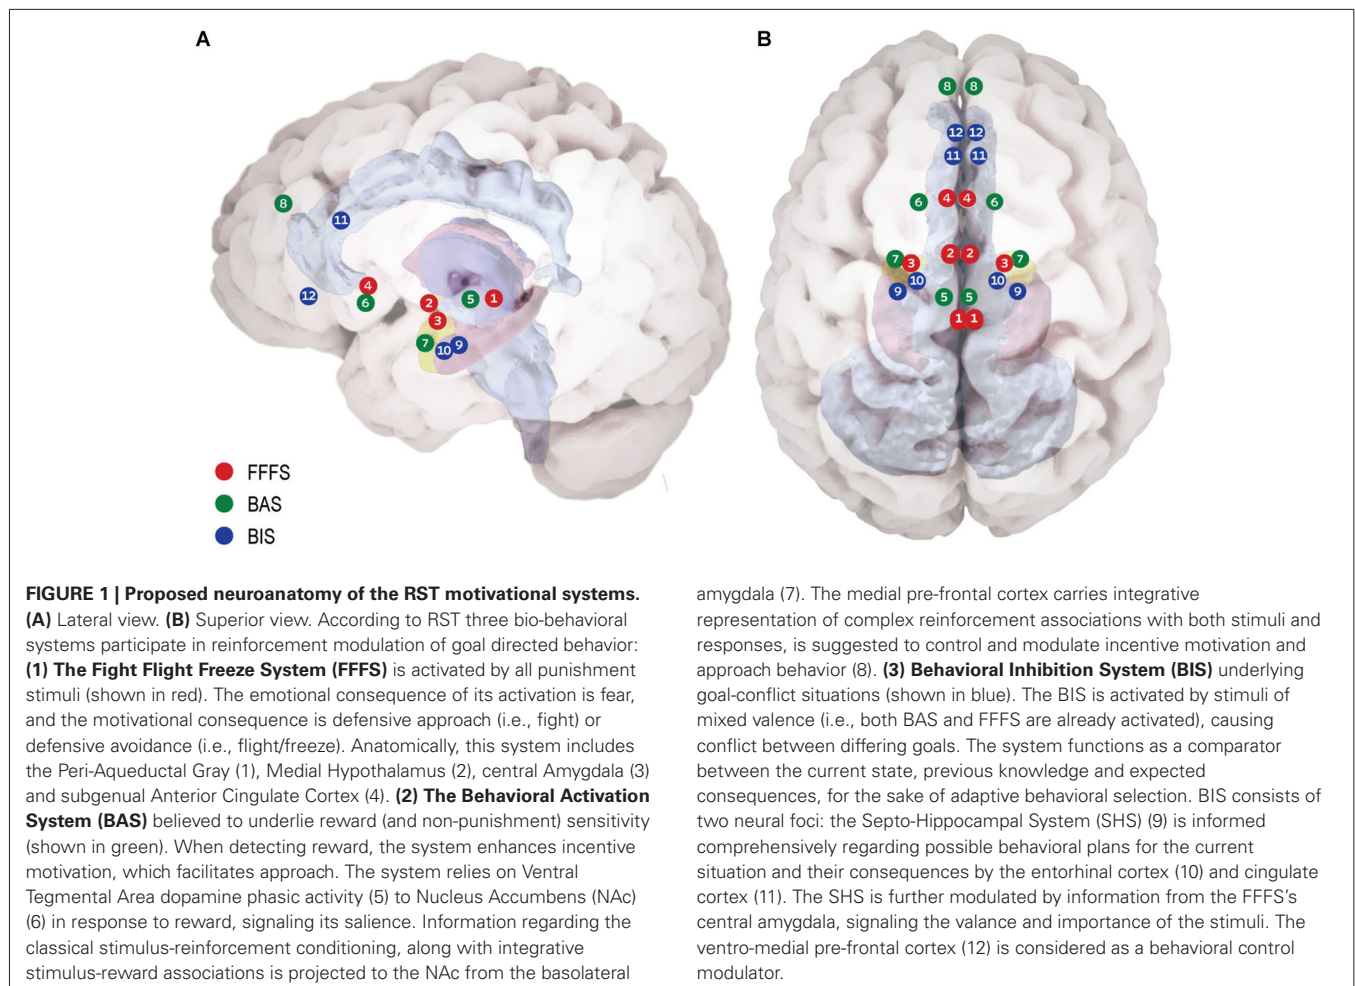 A
B
8
11
12
4
6
2
5
1
3
7
10
9
8 8
12 12
11 11
6 4 4 6
2 2
7 3 3 7
10 10
9 9
5 5
1 1
FFFS
BAS
BIS
FIGURE 1 | Proposed neuroanatomy of the RST motivational systems.
(A) Lateral view. (B) Superior view. According to RST three bio-behavioral
systems participate in reinforcement modulation of goal directed behavior:
(1) The Fight Flight Freeze System (FFFS) is activated by all punishment
stimuli (shown in red). The emotional consequence of its activation is fear,
and the motivational consequence is defensive approach (i.e., fight) or
defensive avoidance (i.e., flight/freeze). Anatomically, this system includes
the Peri-Aqueductal Gray (1), Medial Hypothalamus (2), central Amygdala (3)
and subgenual Anterior Cingulate Cortex (4). (2) The Behavioral Activation
System (BAS) believed to underlie reward (and non-punishment) sensitivity
(shown in green). When detecting reward, the system enhances incentive
motivation, which facilitates approach. The system relies on Ventral
Tegmental Area dopamine phasic activity (5) to Nucleus Accumbens (NAc)
(6) in response to reward, signaling its salience. Information regarding the
classical stimulus-reinforcement conditioning, along with integrative
stimulus-reward associations is projected to the NAc from the basolateral
amygdala (7). The medial pre-frontal cortex carries integrative
representation of complex reinforcement associations with both stimuli and
responses, is suggested to control and modulate incentive motivation and
approach behavior (8). (3) Behavioral Inhibition System (BIS) underlying
goal-conflict situations (shown in blue). The BIS is activated by stimuli of
mixed valence (i.e., both BAS and FFFS are already activated), causing
conflict between differing goals. The system functions as a comparator
between the current state, previous knowledge and expected
consequences, for the sake of adaptive behavioral selection. BIS consists of
two neural foci: the Septo-Hippocampal System (SHS) (9) is informed
comprehensively regarding possible behavioral plans for the current
situation and their consequences by the entorhinal cortex (10) and cingulate
cortex (11). The SHS is further modulated by information from the FFFS's
central amygdala, signaling the valance and importance of the stimuli. The
ventro-medial pre-frontal cortex (12) is considered as a behavioral control
modulator.